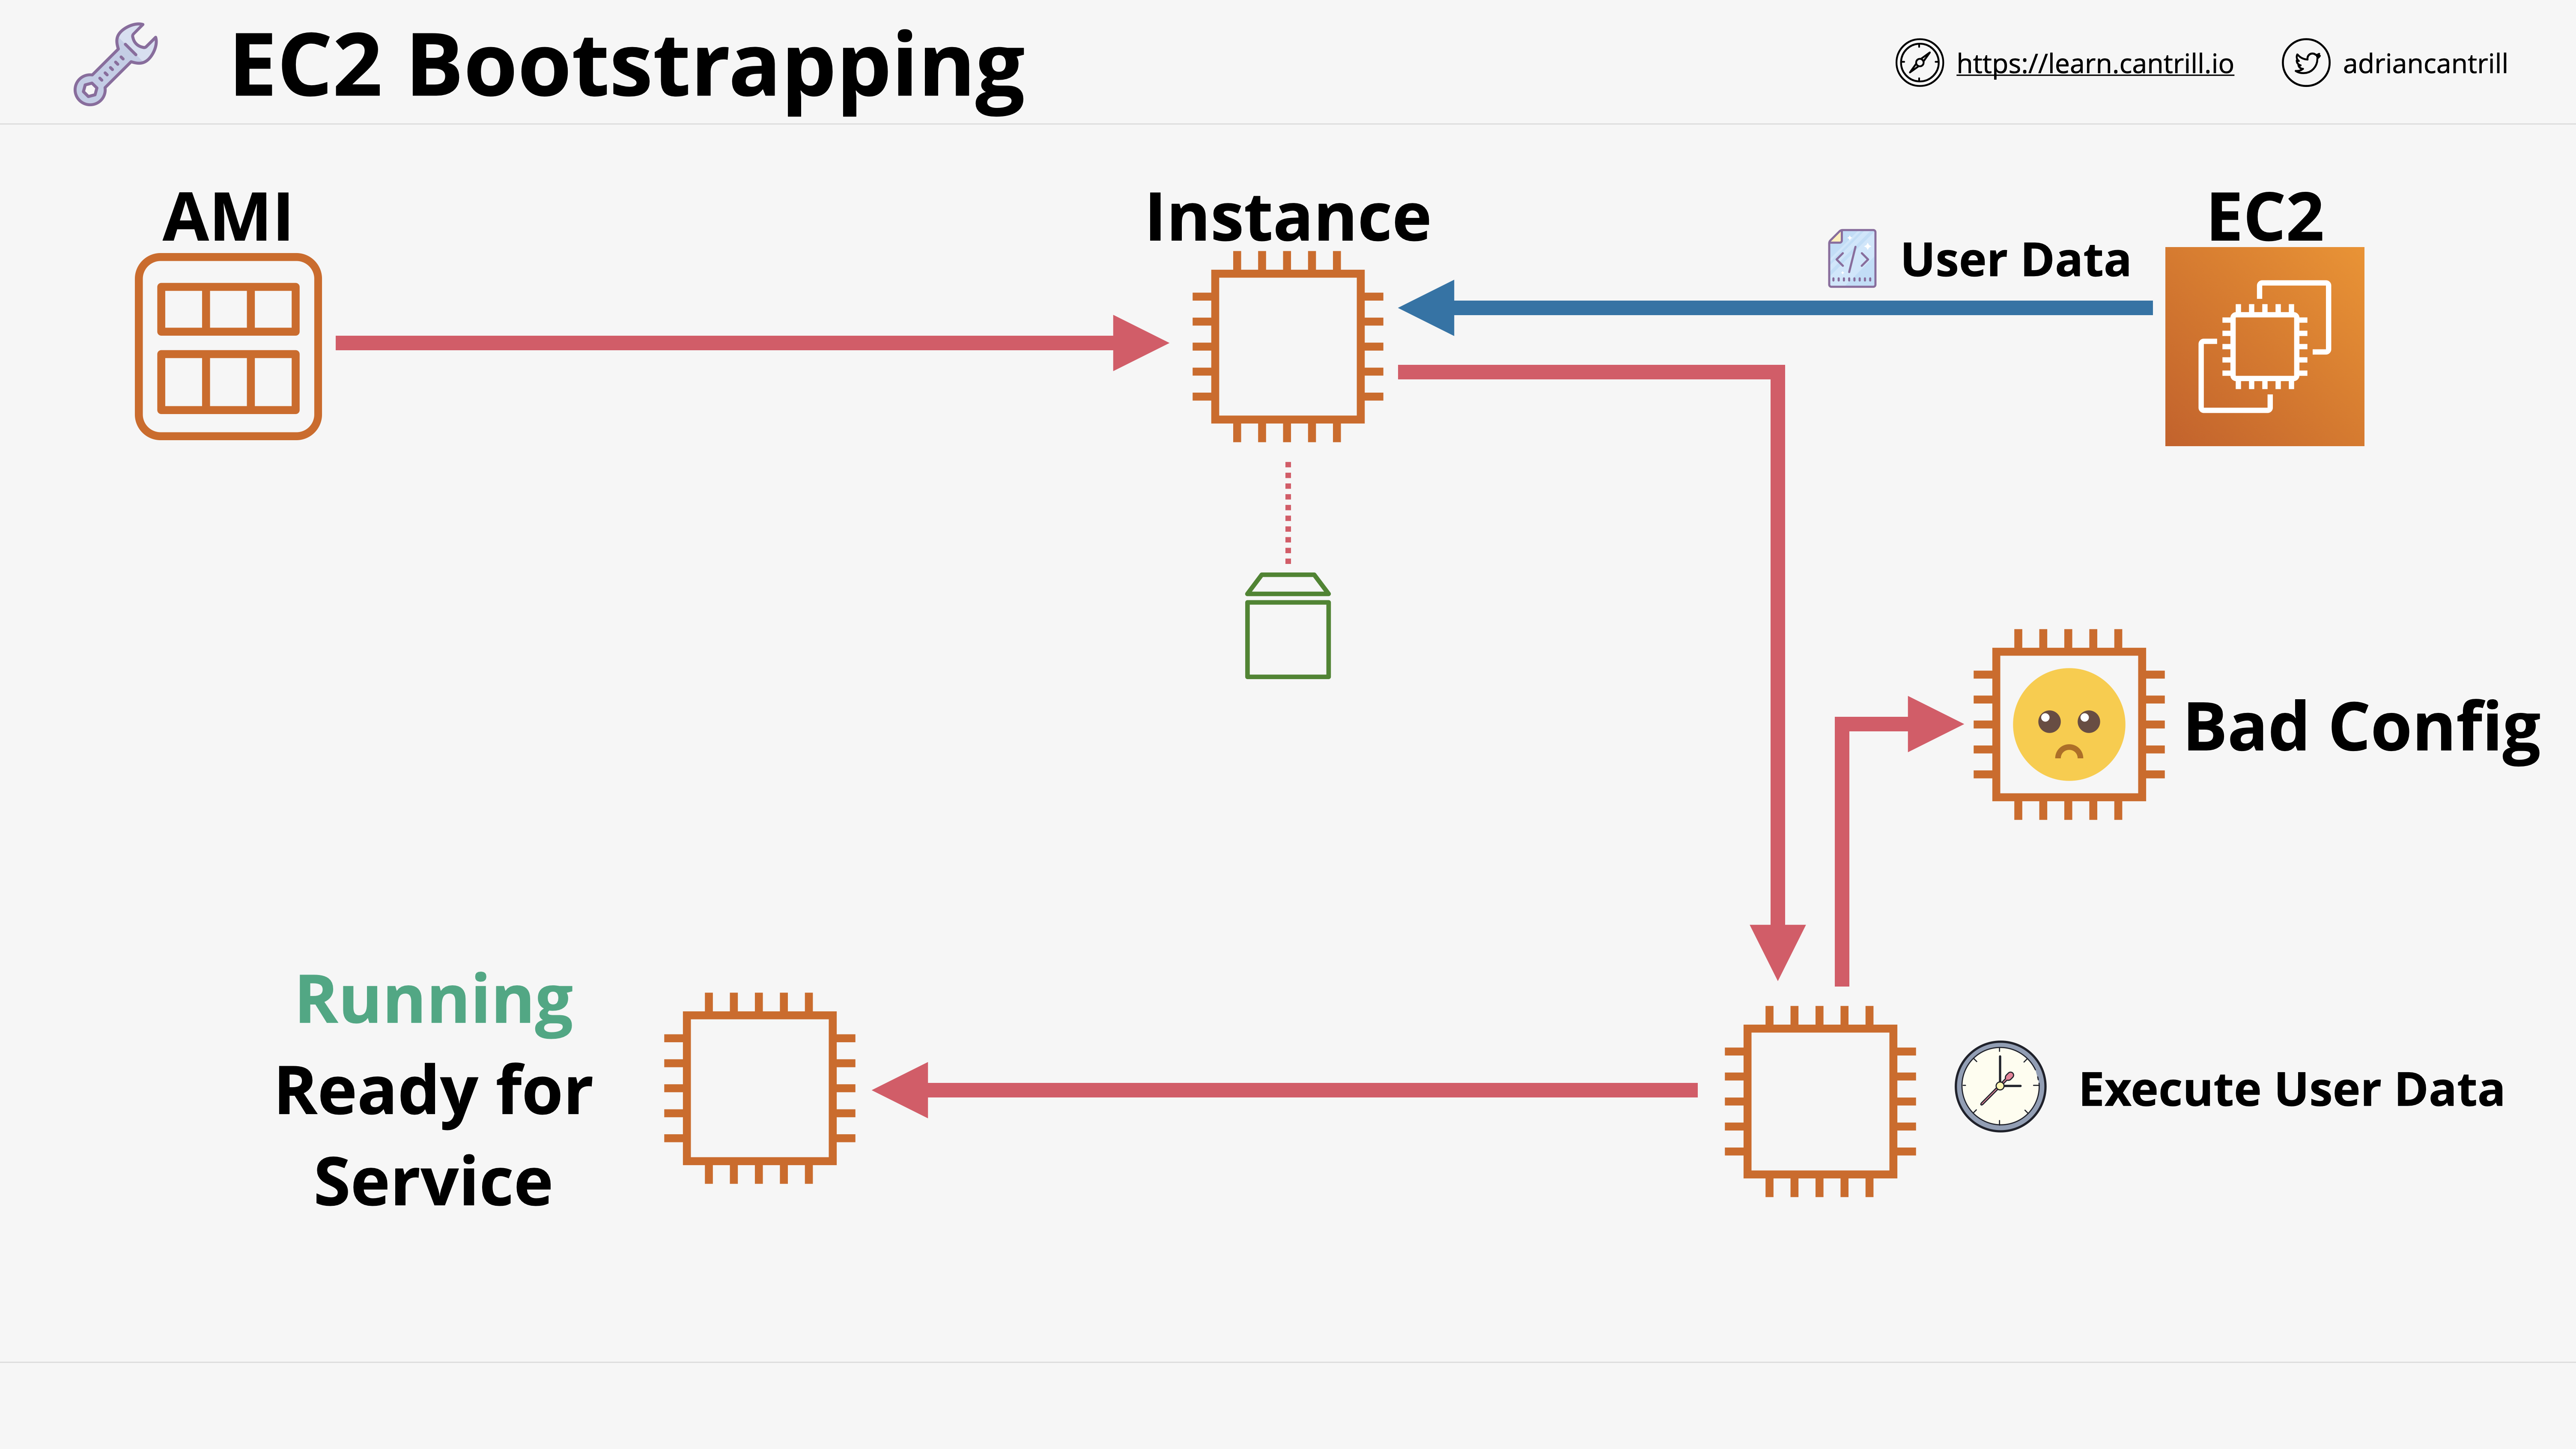 EC2 Bootstrapping
https://learn.cantrill.io
adriancantrill
AMI
Instance
EC2
User Data
Bad Config
Running
Ready for
Service
Execute User Data